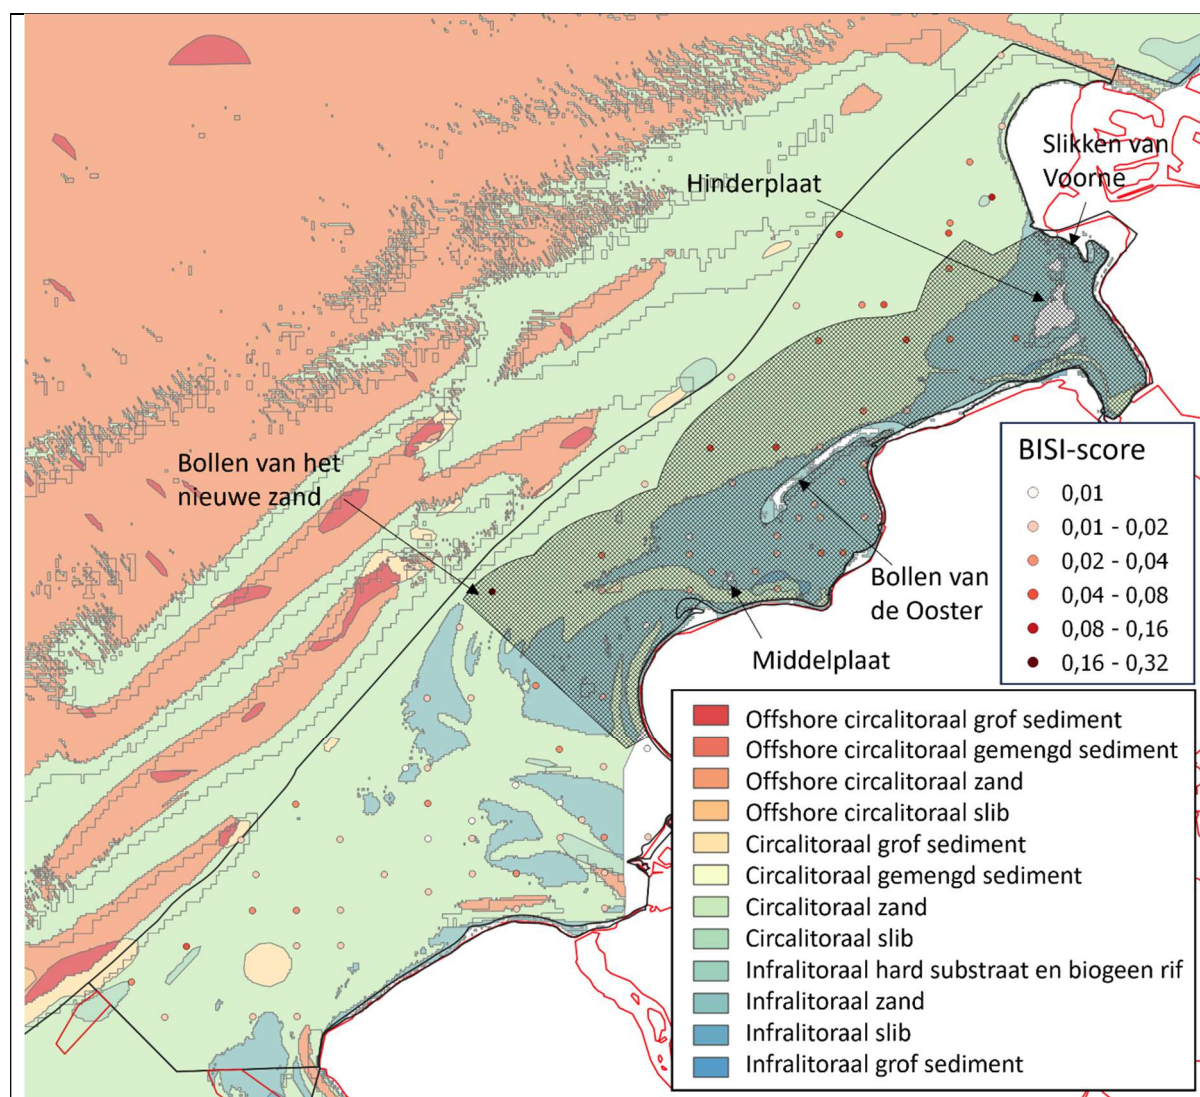 Slikken van
Voorne
Hinderplaat
Bollen van het
nieuwe zand
Bollen van
de Ooster
Middelplaat
BISI-score
0,01
0,01 - 0,02
0,02 - 0,04
0,04 - 0,08
0,08 - 0,16
0,16 - 0,32
Offshore circalitoraal grof sediment
Offshore circalitoraal gemengd sediment
Offshore circalitoraal zand
Offshore circalitoraal slib
Circalitoraal grof sediment
Circalitoraal gemengd sediment
Circalitoraal zand
Circalitoraal slib
Infralitoraal hard substraat en biogeen rif
Infralitoraal zand
Infralitoraal slib
Infralitoraal grof sediment